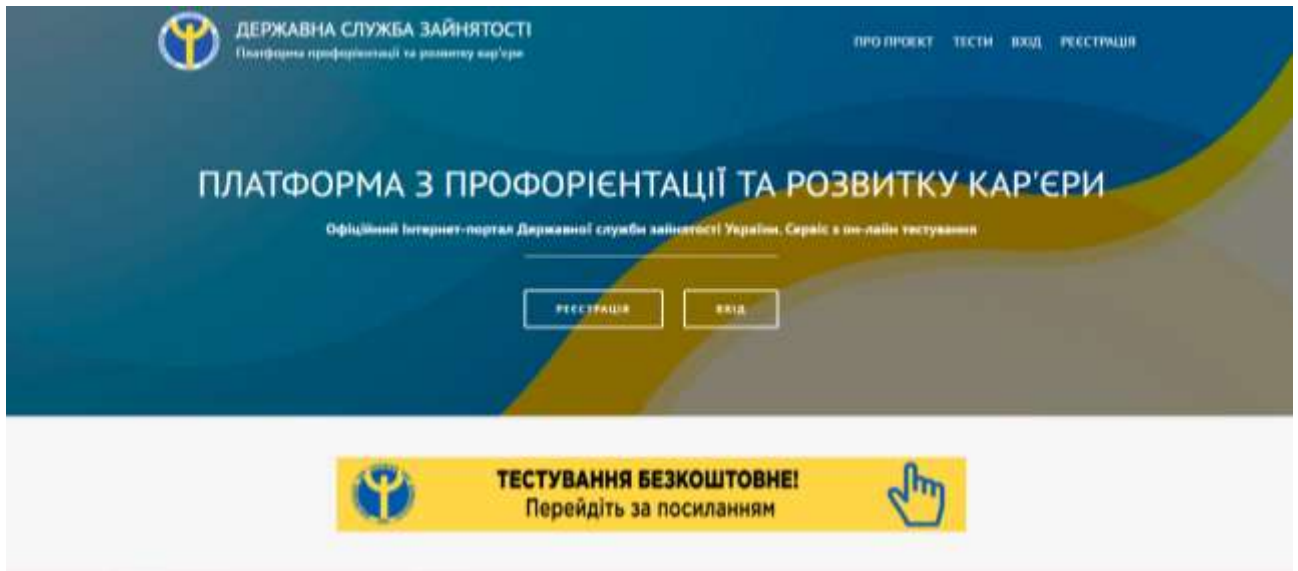 ДЕРЖАВНА СЛУЖБА ЗАЙНЯТОСТІ
Платформа профорієнтації та розвитку кар'єри
ПРО ПРОЕКТ ТЕСТИ ВХІД РЕЄСТРАЦІЯ
ПЛАТФОРМА З ПРОФОРІЄНТАЦІЇ ТА РОЗВИТКУ КАР'ЄРИ
Офіційний Інтернет-портал Державної служби зайнятості України. Сервіс з он-лайн тестування
РЕЄСТРАЦІЯ ВХІД
ТЕСТУВАННЯ БЕЗКОШТОВНЕ!
Перейдіть за посиланням